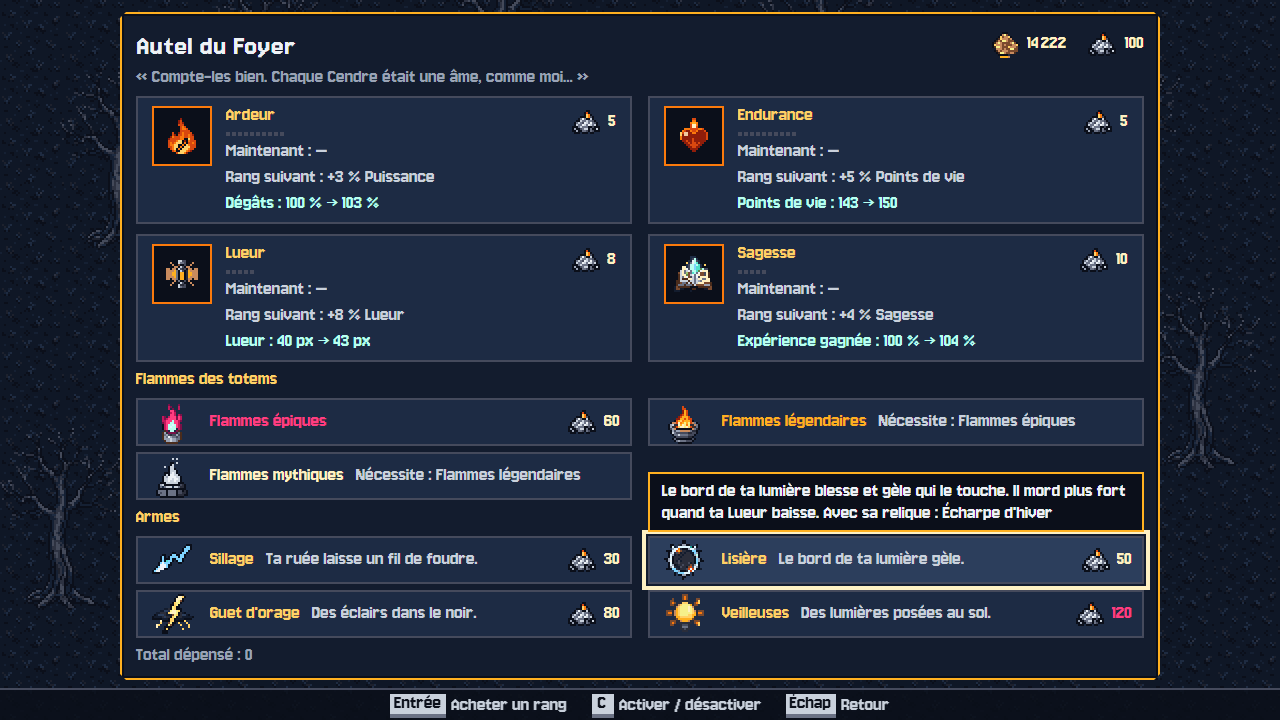 Autel du Foyer
14 222
100
« Compte-les bien. Chaque Cendre était une âme, comme moi... »
Ardeur
5
Maintenant : —
Rang suivant : +3 % Puissance
Dégâts : 100 % → 103 %
Endurance
5
Maintenant : —
Rang suivant : +5 % Points de vie
Points de vie : 143 → 150
Lueur
8
Maintenant : —
Rang suivant : +8 % Lueur
Lueur : 40 px → 43 px
Sagesse
10
Maintenant : —
Rang suivant : +4 % Sagesse
Expérience gagnée : 100 % → 104 %
Flammes des totems
Flammes épiques
60
Flammes légendaires Nécessite : Flammes épiques
Flammes mythiques Nécessite : Flammes légendaires
Le bord de ta lumière blesse et gèle qui le touche. Il mord plus fort
quand ta Lueur baisse. Avec sa relique : Écharpe d'hiver
Armes
Sillage Ta ruée laisse un fil de foudre. 30
Lisière Le bord de ta lumière gèle. 50
Guet d'orage Des éclairs dans le noir. 80
Veilleuses Des lumières posées au sol. 120
Total dépensé : 0
Entrée Acheter un rang C Activer / désactiver Échap Retour